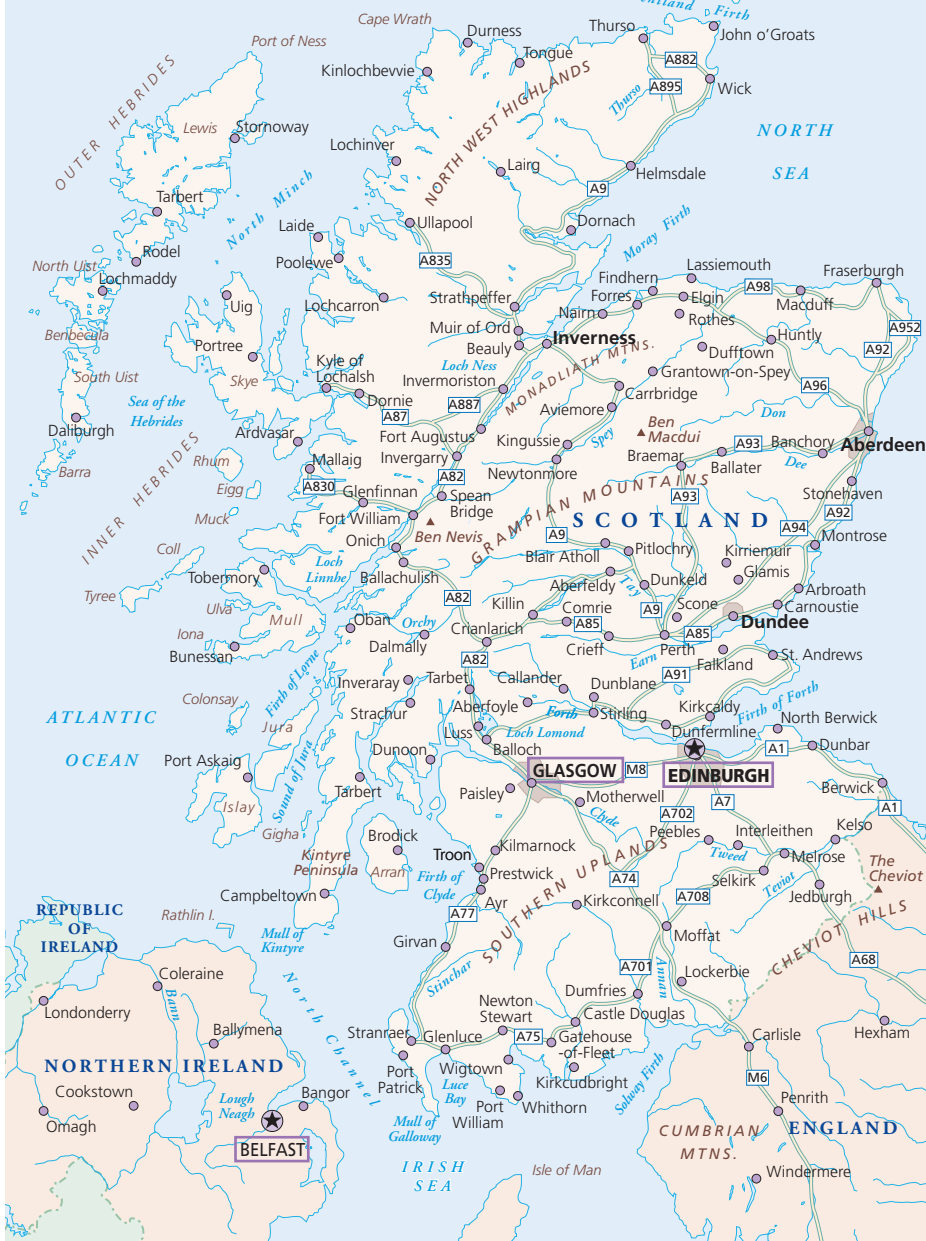 Pentland Firth
Cape Wrath
Durness
Thurso
John o'Groats
Port of Ness
Tongue
A882
Kinlochbevvie
A895
Wick
OUTER HEBRIDES
NORTH WEST HIGHLANDS
Thurso
Lewis
Stornoway
NORTH
SEA
Lochinver
Lairg
Helmsdale
A9
North Minch
Tarbert
Ullapool
Dornach
Laide
Moray Firth
Rodel
Poolewe
A835
North Uist
Lochmaddy
Lassiemouth
Fraserburgh
Findhern
A98
Uig
Lochcarron
Strathpeffer
Forres
Elgin
Macduff
Nairn
Rothes
A952
Benbecula
Muir of Ord
Inverness
Huntly
Portree
Beauly
Dufftown
A92
Loch Ness
MONADLIATH MTNS.
Kyle of
Lochalsh
Grantown-on-Spey
South Uist
Skye
Invermoriston
Carrbridge
A96
Sea of the
Hebrides
Dornie
A887
Aviemore
A87
Don
Daliburgh
Ardvasar
Fort Augustus
Kingussie
Spey
Ben
Macdui
A93
Banchory
Aberdeen
INNER HEBRIDES
Rhum
Mallaig
Invergarry
Newtonmore
Braemar
Ballater
Dee
Barra
A830
A82
Eigg
Glenfinnan
Spean
Bridge
GRAMPIAN MOUNTAINS
A93
Stonehaven
Muck
Fort William
Ben Nevis
SCOTLAND
A92
A94
Onich
A9
Montrose
Coll
Loch
Linnhe
Blair Atholl
Pitlochry
Kirriemuir
Tobermory
Ballachulish
Aberfeldy
Tay
Dunkeld
Glamis
Tyree
A82
Killin
Arbroath
Ulva
Mull
Comrie
A9
Scone
Carnoustie
Oban
Orchy
A85
Dundee
Iona
Dalmally
Crianlarich
A85
Crieff
Perth
Bunessan
A82
Earn
Falkland
St. Andrews
Firth of Lorne
Inveraray
Tarbet
Callander
A91
Dunblane
Colonsay
Strachur
Aberfoyle
Forth
Stirling
Kirkcaldy
Firth of Forth
ATLANTIC
OCEAN
Jura
Luss
Loch Lomond
Dunfermline
North Berwick
Dunoon
Balloch
A1
Dunbar
Port Askaig
Sound of Jura
GLASGOW
M8
EDINBURGH
Tarbert
Paisley
A7
Berwick
Islay
Motherwell
A702
A1
Clyde
Gigha
Brodick
Peebles
Interleithen
Kelso
Kilmarnock
Tweed
Melrose
Kintyre
Peninsula
Troon
SOUTHERN UPLANDS
The
Cheviot
Arran
Firth of
Clyde
Prestwick
A74
Selkirk
Teviot
Campbeltown
Ayr
Kirkconnell
A708
Jedburgh
REPUBLIC
OF
IRELAND
Rathlin I.
A77
CHEVIOT HILLS
Mull of
Kintyre
Girvan
Moffat
A68
Coleraine
North Channel
Stinchar
A701
Annan
Lockerbie
Londonderry
Bann
Dumfries
Newton
Stewart
Castle Douglas
Ballymena
Stranraer
Glenluce
A75
Gatehouse
-of-Fleet
Carlisle
Hexham
NORTHERN IRELAND
Port
Patrick
Wigtown
Kirkcudbright
Solway Firth
M6
Cookstown
Bangor
Luce
Bay
Lough
Neagh
Port
William
Whithorn
Penrith
Omagh
Mull of
Galloway
CUMBRIAN
MTNS.
ENGLAND
BELFAST
IRISH
SEA
Isle of Man
Windermere